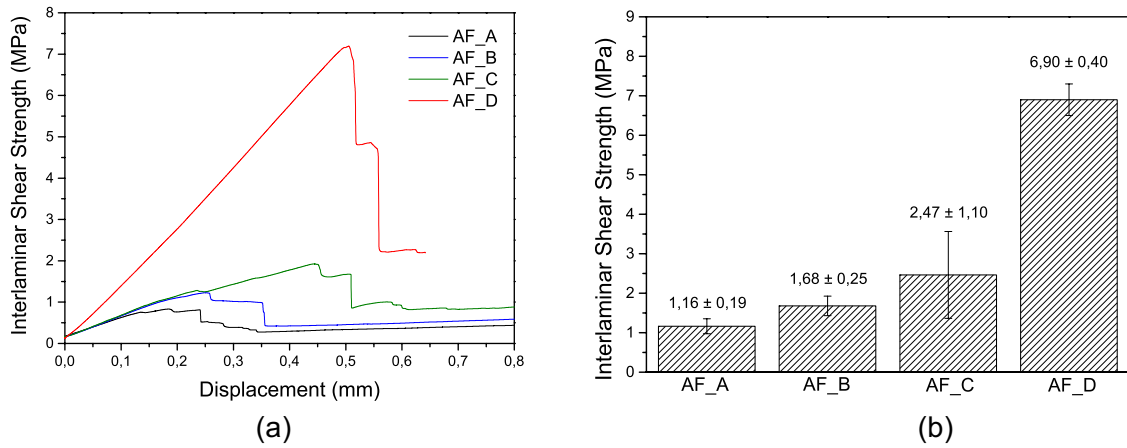 Interlaminar Shear Strength (MPa)
8
7
6
5
4
3
2
1
0
AF_A
AF_B
AF_C
AF_D
0,0 0,1 0,2 0,3 0,4 0,5 0,6 0,7 0,8
Displacement (mm)
(a)
Interlaminar Shear Strength (MPa)
9
8
7
6
5
4
3
2
1
0
1,16 ± 0,19
1,68 ± 0,25
2,47 ± 1,10
6,90 ± 0,40
AF_A AF_B AF_C AF_D
(b)